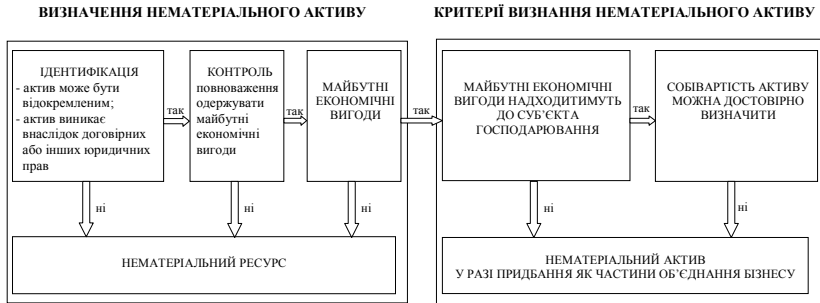 ВИЗНАЧЕННЯ НЕМАТЕРІАЛЬНОГО АКТИВУ
ІДЕНТИФІКАЦІЯ
- актив може бути
відокремленим;
- актив виникає
внаслідок договірних
або інших юридичних
прав
так
КОНТРОЛЬ
повноваження
одержувати
майбутні
економічні
вигоди
так
МАЙБУТНІ
ЕКОНОМІЧНІ
ВИГОДИ
так
ні
ні
ні
НЕМАТЕРІАЛЬНИЙ РЕСУРС
КРИТЕРІЇ ВИЗНАННЯ НЕМАТЕРІАЛЬНОГО АКТИВУ
МАЙБУТНІ ЕКОНОМІЧНІ
ВИГОДИ НАДХОДИТИМУТЬ
ДО СУБ’ЄКТА
ГОСПОДАРЮВАННЯ
так
СОБІВАРТІСТЬ АКТИВУ
МОЖНА ДОСТОВІРНО
ВИЗНАЧИТИ
ні
ні
НЕМАТЕРІАЛЬНИЙ АКТИВ
У РАЗІ ПРИДБАННЯ ЯК ЧАСТИНИ ОБ’ЄДНАННЯ БІЗНЕСУ